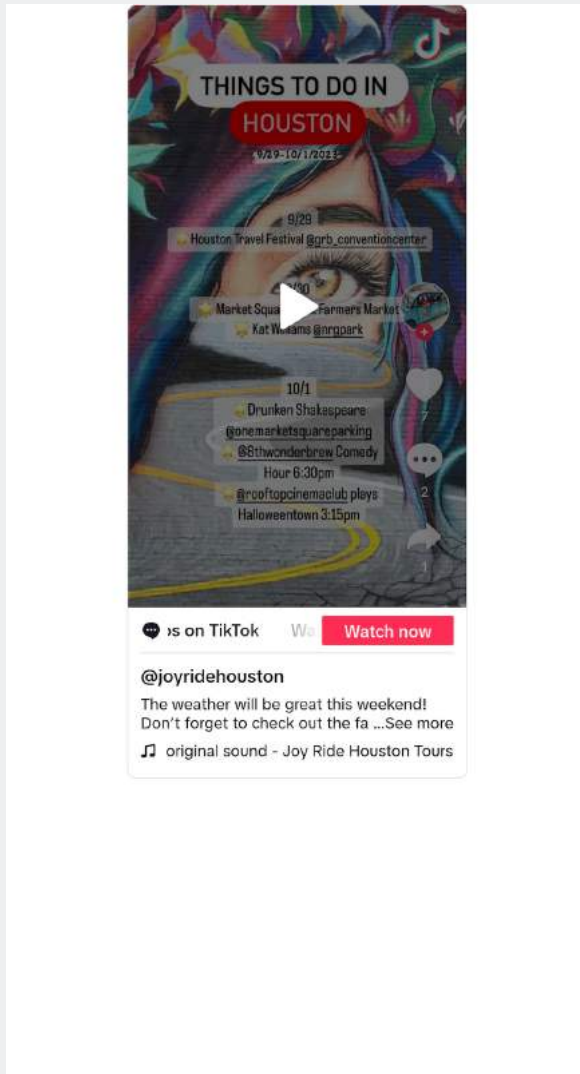 THINGS TO DO IN
HOUSTON
9/29-10/1/2023
9/29
Houston Travel Festival @grb_conventioncenter
Market Farmers Market
Kat @nrgpark
10/1
Drunken Shakespeare
@onemarketsquareparking
@8thwonderbrew Comedy
Hour 6:30pm
@rooftopcinemaclub plays
Halloweentown 3:15pm
7
2
1
on TikTok
Watch now
@joyridehouston
The weather will be great this weekend!
Don't forget to check out the fa ...See more
original sound - Joy Ride Houston Tours